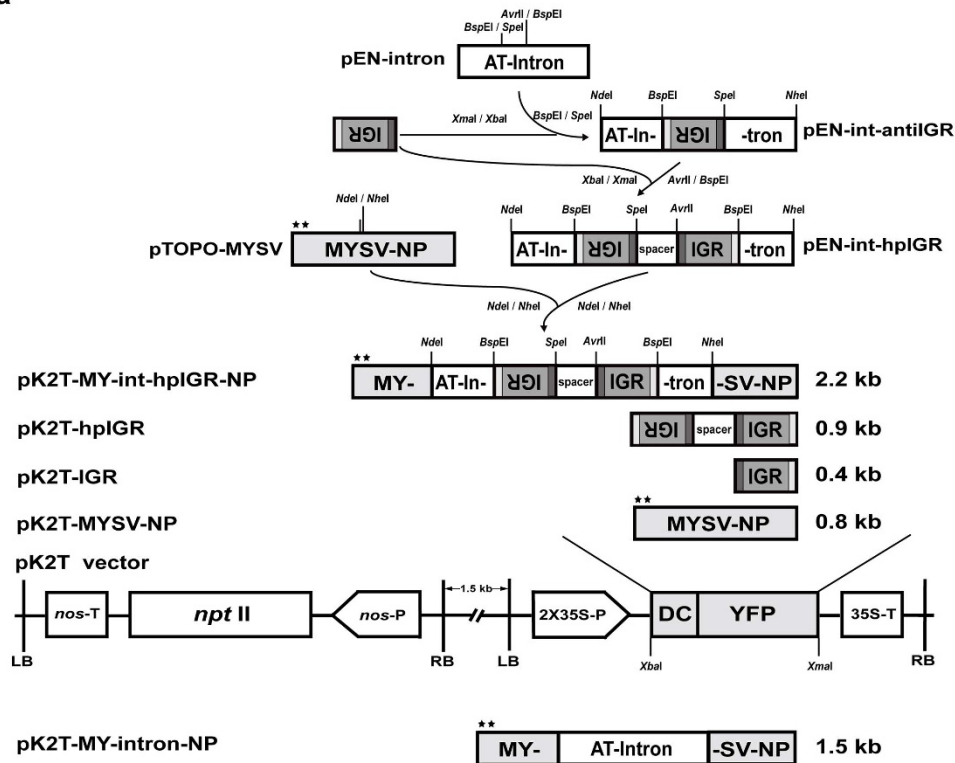 a
AvrII / BspEI
BspEI / SpeI
pEN-intron
AT-Intron
NdeI BspEI SpeI NheI
XmaI / XbaI
BspEI / SpeI
IGR
AT-In- IGR -tron
pEN-int-antiIGR
XbaI / XmaI AvrII / BspEI
NdeI / NheI
NdeI BspEI SpeI AvrII BspEI NheI
★★
pTOPO-MYSV
MYSV-NP
AT-In- IGR spacer IGR -tron
pEN-int-hpIGR
NdeI / NheI NdeI / NheI
NdeI BspEI SpeI AvrII BspEI NheI
★★
pK2T-MY-int-hpIGR-NP MY- AT-In- IGR spacer IGR -tron -SV-NP 2.2 kb
pK2T-hpIGR IGR spacer IGR 0.9 kb
pK2T-IGR IGR 0.4 kb
★★
pK2T-MYSV-NP MYSV-NP 0.8 kb
pK2T vector
1.5 kb
nos-T npt II nos-P 2X35S-P DC YFP 35S-T
LB RB LB XbaI XmaI RB
★★
pK2T-MY-intron-NP MY- AT-Intron -SV-NP 1.5 kb